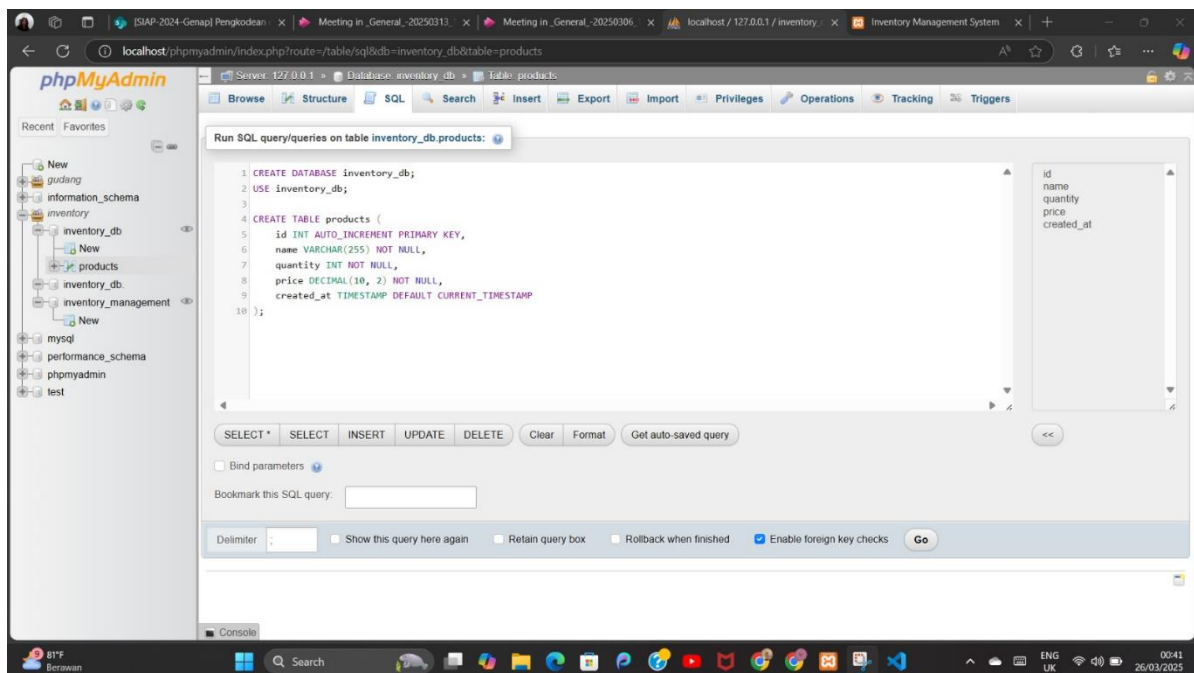 [SIAP-2024-Genap] Pengkodean
Meeting in _General_-20250313_
Meeting in _General_-20250306_
localhost / 127.0.0.1 / inventory_
Inventory Management System
localhost/phpmyadmin/index.php?route=/table/sql&db=inventory_db&table=products
phpMyAdmin
Recent Favorites
New
gudang
information_schema
inventory
inventory_db
New
products
inventory_db.
inventory_management
New
mysql
performance_schema
phpmyadmin
test
Server: 127.0.0.1 » Database: inventory_db » Table: products
Browse Structure SQL Search Insert Export Import Privileges Operations Tracking Triggers
Run SQL query/queries on table inventory_db.products:
1 CREATE DATABASE inventory_db;
2 USE inventory_db;
3
4 CREATE TABLE products (
5 id INT AUTO_INCREMENT PRIMARY KEY,
6 name VARCHAR(255) NOT NULL,
7 quantity INT NOT NULL,
8 price DECIMAL(10, 2) NOT NULL,
9 created_at TIMESTAMP DEFAULT CURRENT_TIMESTAMP
10 );
id
name
quantity
price
created_at
SELECT* SELECT INSERT UPDATE DELETE Clear Format Get auto-saved query <<
Bind parameters
Bookmark this SQL query:
Delimiter ; Show this query here again Retain query box Rollback when finished Enable foreign key checks Go
Console
9 81°F
Berawan
Search
ENG
UK
00:41
26/03/2025